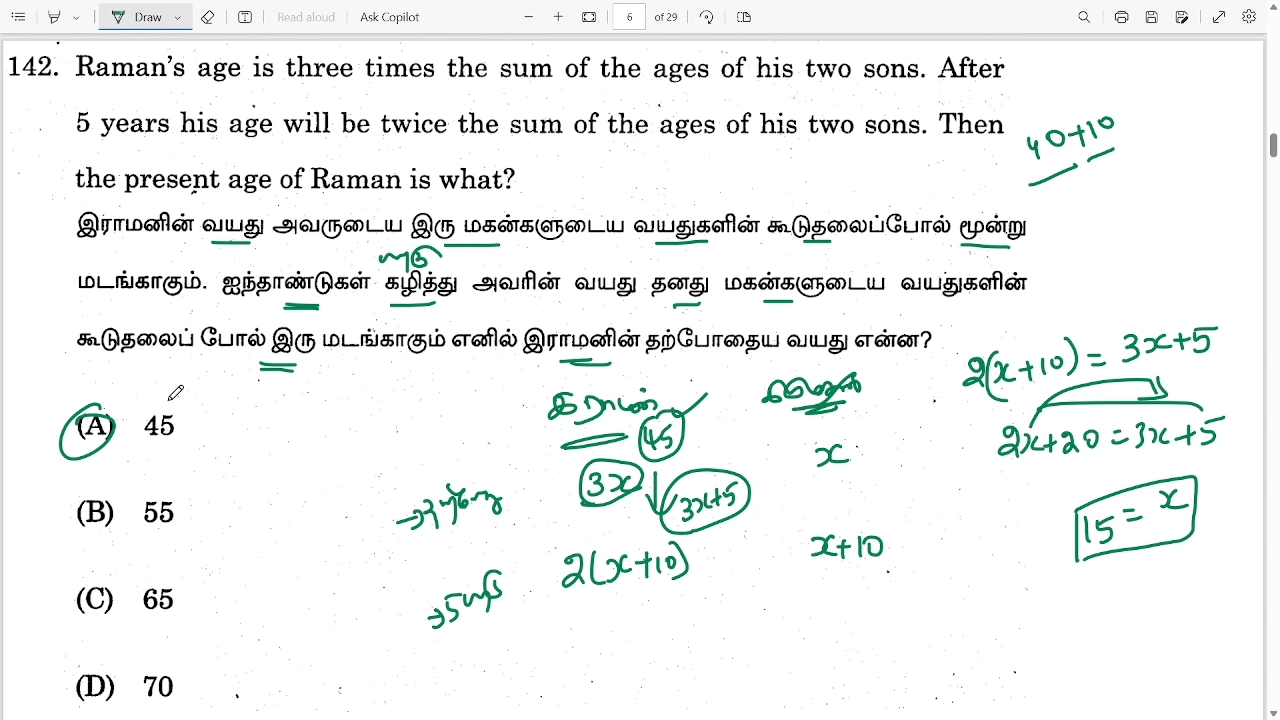 Draw
Read aloud
Ask Copilot
6 of 29
142. Raman's age is three times the sum of the ages of his two sons. After
5 years his age will be twice the sum of the ages of his two sons. Then
the present age of Raman is what?
40+10
இராமனின் வயது அவருடைய இரு மகன்களுடைய வயதுகளின் கூடுதலைப்போல் மூன்று
மடங்காகும். ஐந்தாண்டுகள் கழித்து அவரின் வயது தனது மகன்களுடைய வயதுகளின்
கூடுதலைப் போல் இரு மடங்காகும் எனில் இராமனின் தற்போதைய வயது என்ன?
2(x+10) = 3x+5
(A) 45
இராமன்
45
x
2x+20 = 3x+5
3x
3x+5
(B) 55
15 = x
2(x+10)
x+10
(C) 65
→5
(D) 70